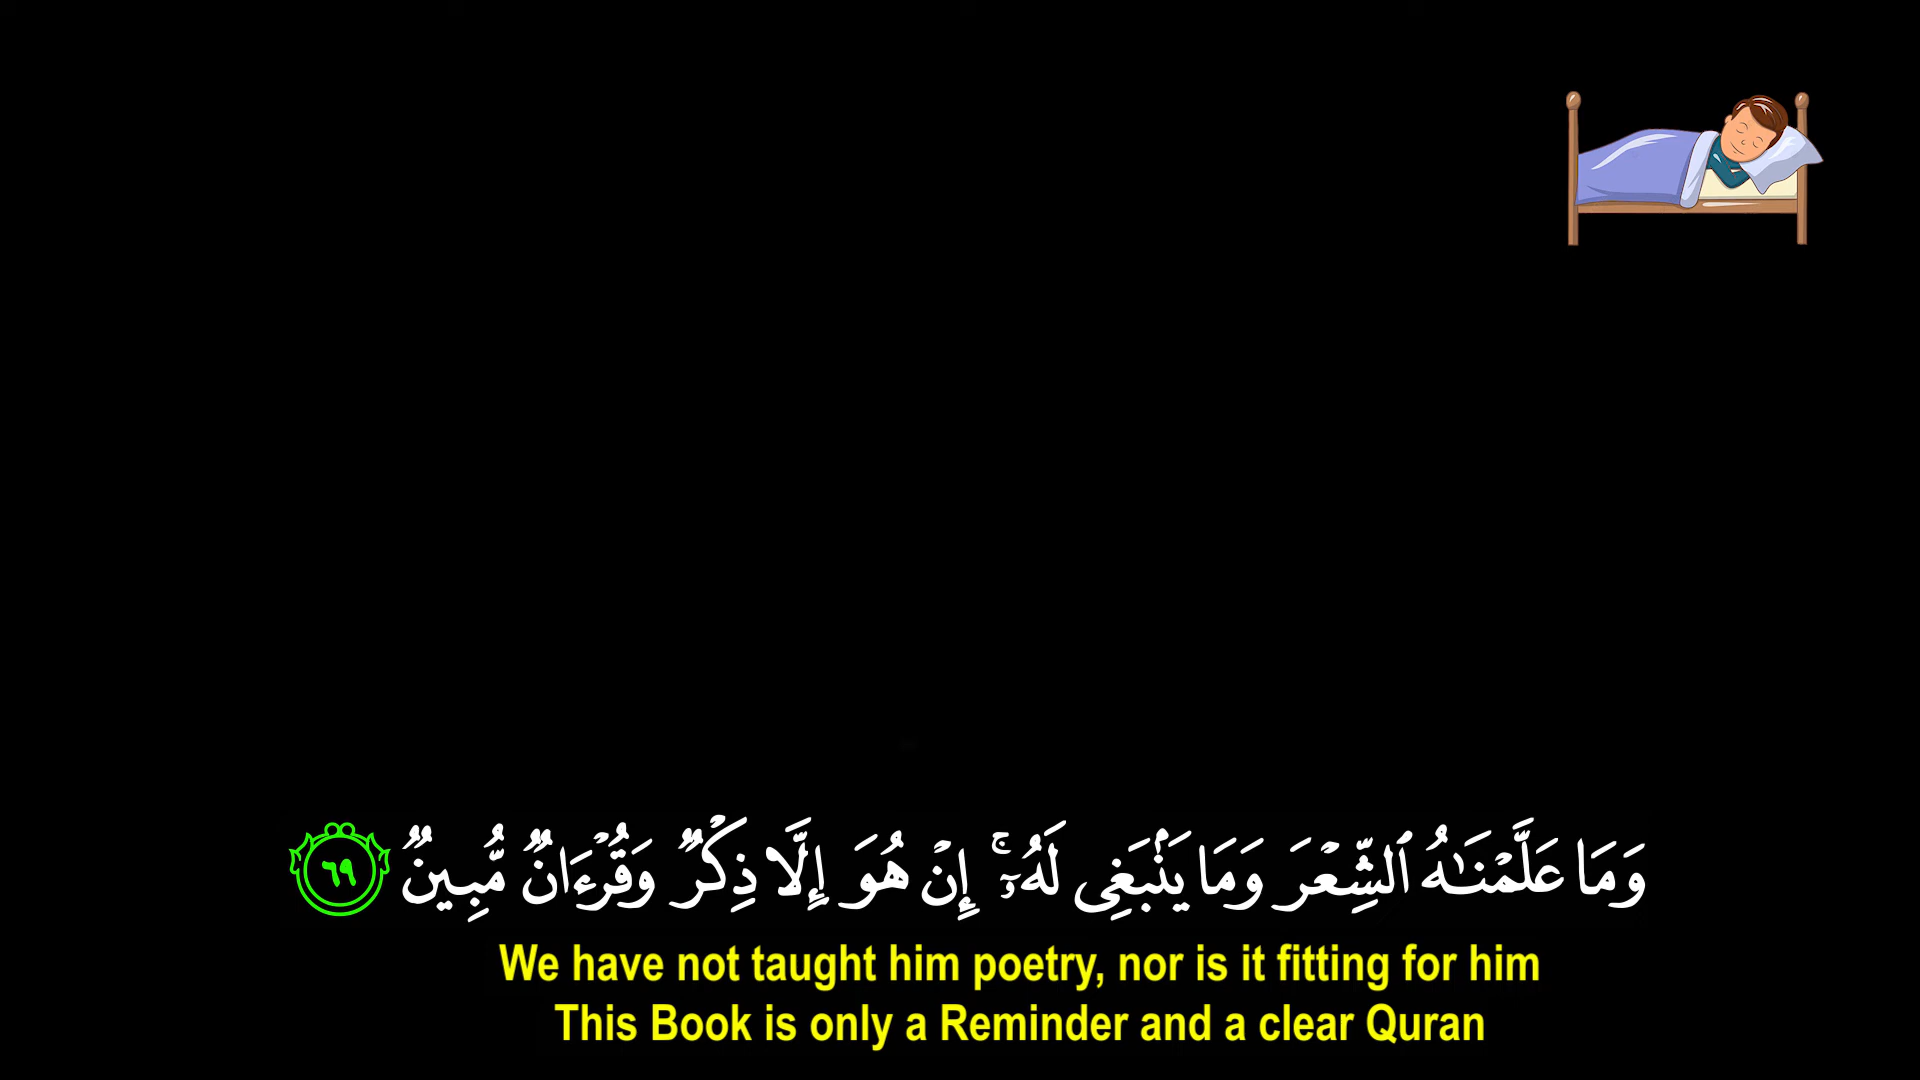 وَمَا عَلَّمْنَـٰهُ ٱلشِّعْرَ وَمَا يَنۢبَغِى لَهُۥٓ ۚ إِنْ هُوَ إِلَّا ذِكْرٌ وَقُرْءَانٌ مُّبِينٌ ٦٩
We have not taught him poetry, nor is it fitting for him
This Book is only a Reminder and a clear Quran